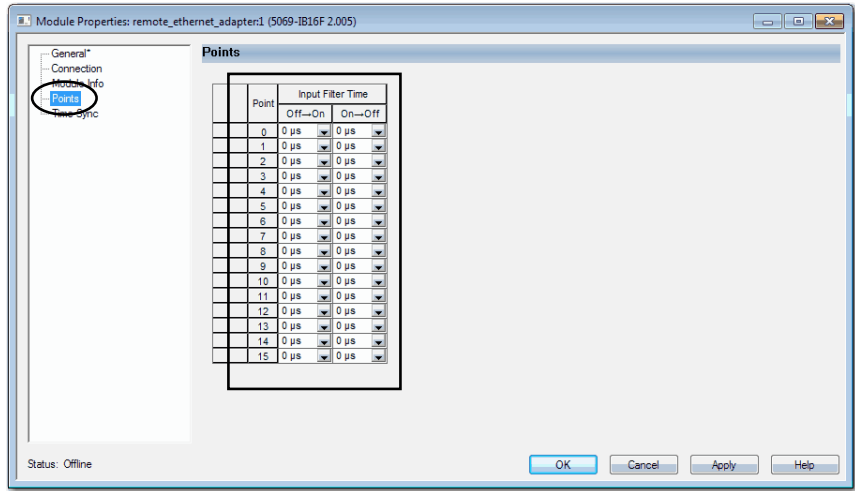 Module Properties: remote_ethernet_adapter:1 (5069-IB16F 2.005)
General*
Connection
Module Info
Points
Time Sync
Points
Point Input Filter Time
Off→On On→Off
0 0 µs 0 µs
1 0 µs 0 µs
2 0 µs 0 µs
3 0 µs 0 µs
4 0 µs 0 µs
5 0 µs 0 µs
6 0 µs 0 µs
7 0 µs 0 µs
8 0 µs 0 µs
9 0 µs 0 µs
10 0 µs 0 µs
11 0 µs 0 µs
12 0 µs 0 µs
13 0 µs 0 µs
14 0 µs 0 µs
15 0 µs 0 µs
Status: Offline
OK Cancel Apply Help